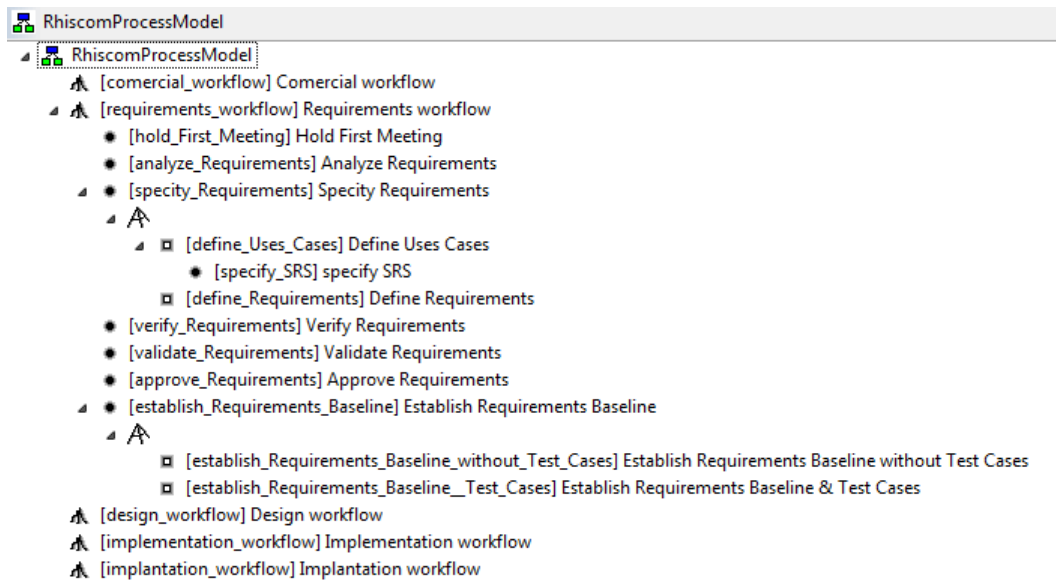 RhiscomProcessModel
RhiscomProcessModel
[comercial_workflow] Comercial workflow
[requirements_workflow] Requirements workflow
[hold_First_Meeting] Hold First Meeting
[analyze_Requirements] Analyze Requirements
[specity_Requirements] Specity Requirements
[define_Uses_Cases] Define Uses Cases
[specify_SRS] specify SRS
[define_Requirements] Define Requirements
[verify_Requirements] Verify Requirements
[validate_Requirements] Validate Requirements
[approve_Requirements] Approve Requirements
[establish_Requirements_Baseline] Establish Requirements Baseline
[establish_Requirements_Baseline_without_Test_Cases] Establish Requirements Baseline without Test Cases
[establish_Requirements_Baseline__Test_Cases] Establish Requirements Baseline & Test Cases
[design_workflow] Design workflow
[implementation_workflow] Implementation workflow
[implantation_workflow] Implantation workflow